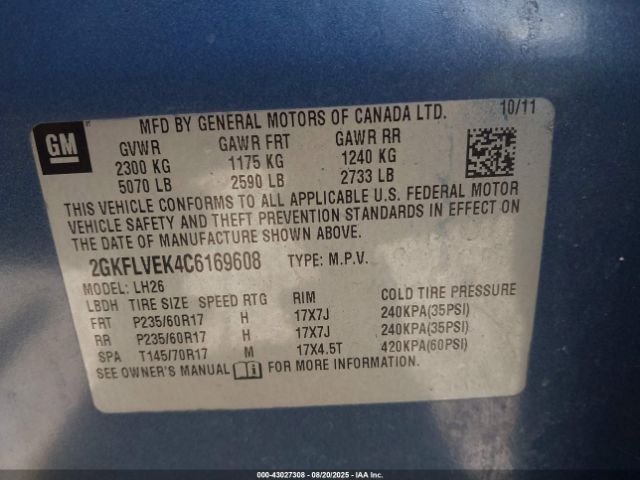 GM
MFD BY GENERAL MOTORS OF CANADA LTD. 10/11
GVWR GAWR FRT GAWR RR
2300 KG 1175 KG 1240 KG
5070 LB 2590 LB 2733 LB
THIS VEHICLE CONFORMS TO ALL APPLICABLE U.S. FEDERAL MOTOR
VEHICLE SAFETY AND THEFT PREVENTION STANDARDS IN EFFECT ON
THE DATE OF MANUFACTURE SHOWN ABOVE.
2GKFLVEK4C6169608 TYPE: M.P.V.
MODEL: LH26
LBDH TIRE SIZE SPEED RTG RIM COLD TIRE PRESSURE
FRT P235/60R17 H 17X7J 240KPA(35PSI)
RR P235/60R17 H 17X7J 240KPA(35PSI)
SPA T145/70R17 M 17X4.5T 420KPA(60PSI)
SEE OWNER'S MANUAL FOR MORE INFORMATION.
000-43027308 - 08/20/2025 - IAAI.COM